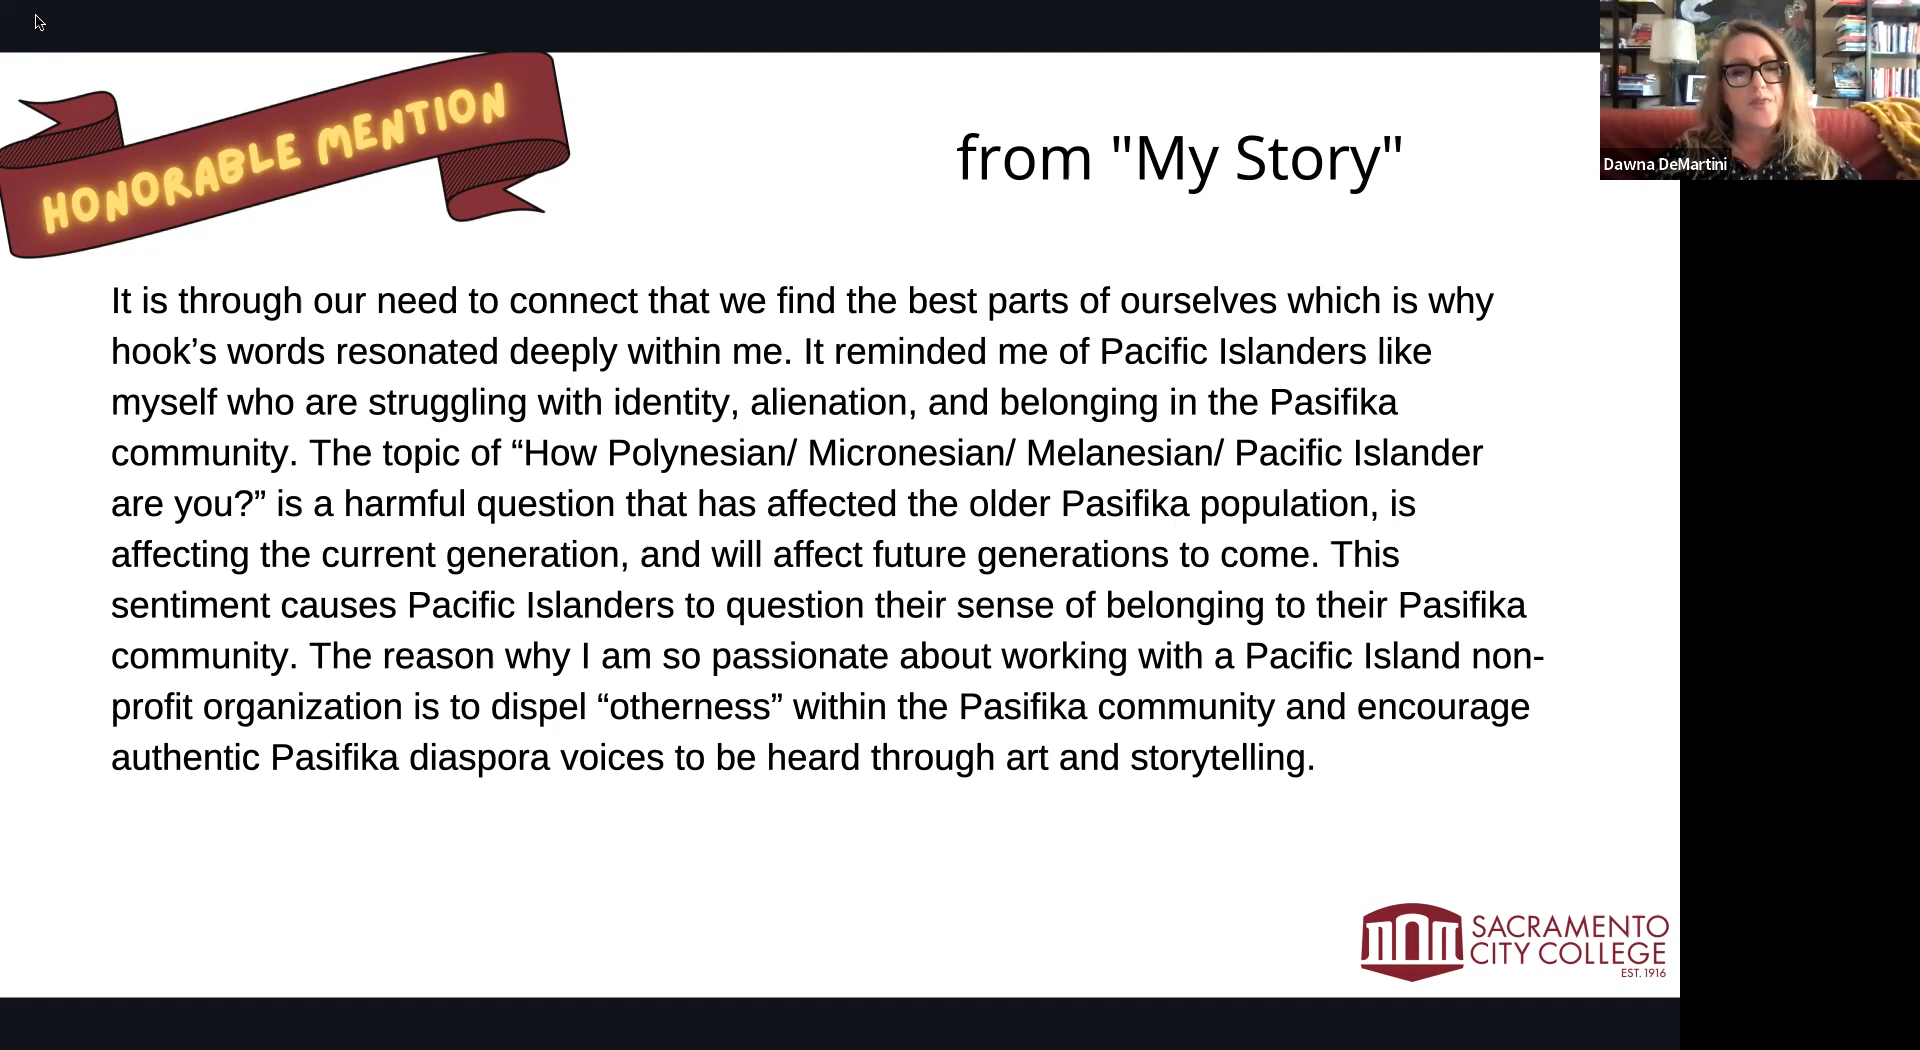 HONORABLE MENTION
from "My Story"
Dawna DeMartini
It is through our need to connect that we find the best parts of ourselves which is why
hook’s words resonated deeply within me. It reminded me of Pacific Islanders like
myself who are struggling with identity, alienation, and belonging in the Pasifika
community. The topic of “How Polynesian/ Micronesian/ Melanesian/ Pacific Islander
are you?” is a harmful question that has affected the older Pasifika population, is
affecting the current generation, and will affect future generations to come. This
sentiment causes Pacific Islanders to question their sense of belonging to their Pasifika
community. The reason why I am so passionate about working with a Pacific Island non-
profit organization is to dispel “otherness” within the Pasifika community and encourage
authentic Pasifika diaspora voices to be heard through art and storytelling.
SACRAMENTO
CITY COLLEGE
EST. 1916